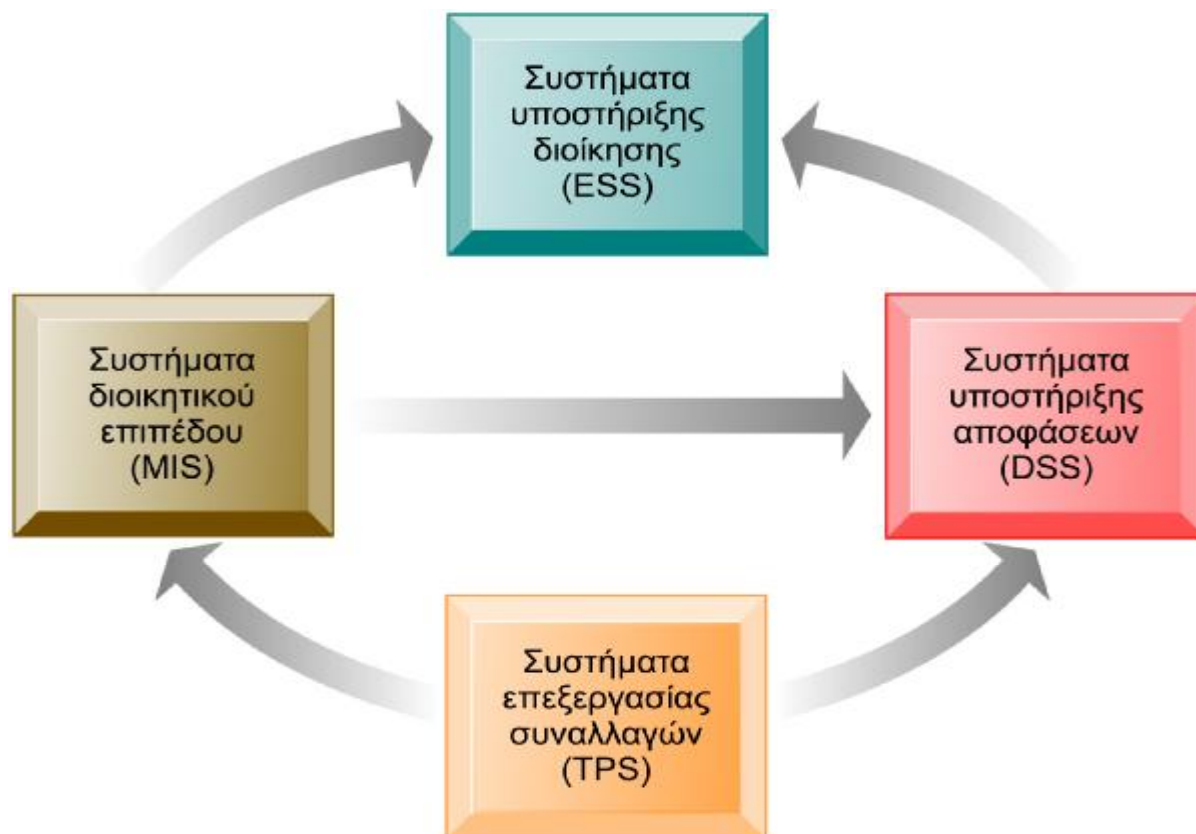 Συστήματα
υποστήριξης
διοίκησης
(ESS)
Συστήματα
διοικητικού
επιπέδου
(MIS)
Συστήματα
υποστήριξης
αποφάσεων
(DSS)
Συστήματα
επεξεργασίας
συναλλαγών
(TPS)